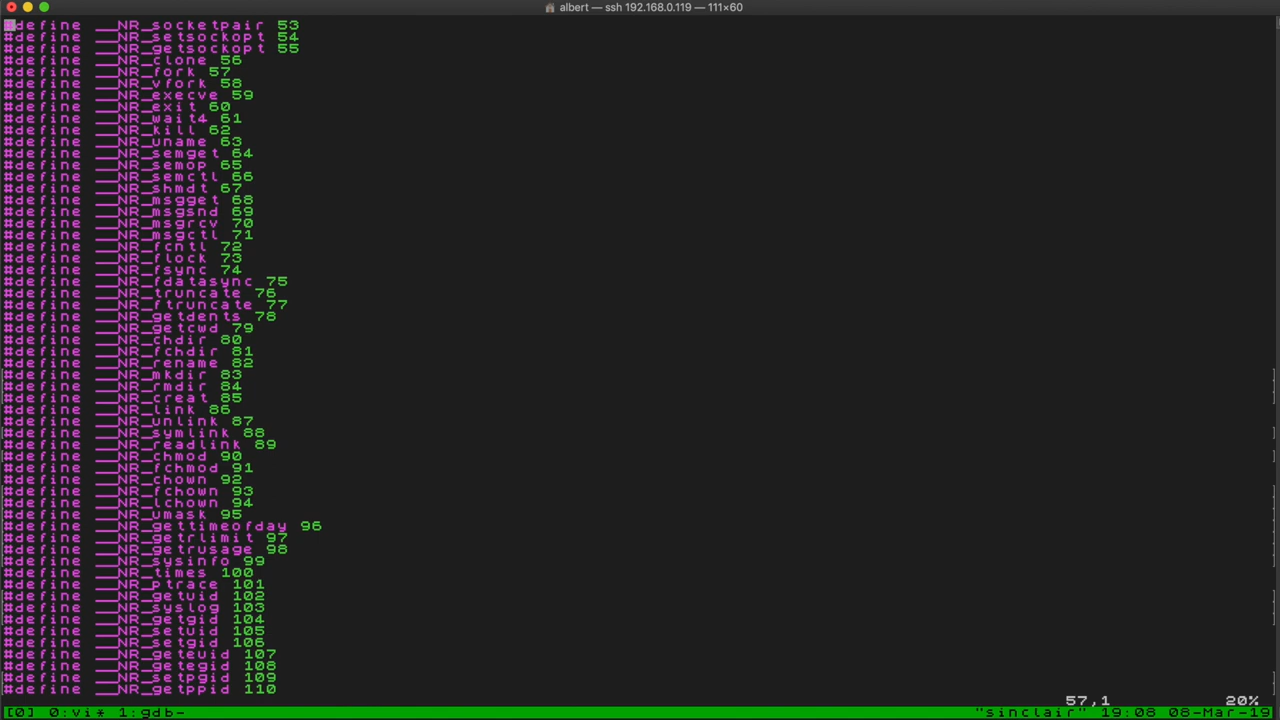 albert — ssh 192.168.0.119 — 111×60
#define __NR_socketpair 53
#define __NR_setsockopt 54
#define __NR_getsockopt 55
#define __NR_clone 56
#define __NR_fork 57
#define __NR_vfork 58
#define __NR_execve 59
#define __NR_exit 60
#define __NR_wait4 61
#define __NR_kill 62
#define __NR_uname 63
#define __NR_semget 64
#define __NR_semop 65
#define __NR_semctl 66
#define __NR_shmdt 67
#define __NR_msgget 68
#define __NR_msgsnd 69
#define __NR_msgrcv 70
#define __NR_msgctl 71
#define __NR_fcntl 72
#define __NR_flock 73
#define __NR_fsync 74
#define __NR_fdatasync 75
#define __NR_truncate 76
#define __NR_ftruncate 77
#define __NR_getdents 78
#define __NR_getcwd 79
#define __NR_chdir 80
#define __NR_fchdir 81
#define __NR_rename 82
#define __NR_mkdir 83
#define __NR_rmdir 84
#define __NR_creat 85
#define __NR_link 86
#define __NR_unlink 87
#define __NR_symlink 88
#define __NR_readlink 89
#define __NR_chmod 90
#define __NR_fchmod 91
#define __NR_chown 92
#define __NR_fchown 93
#define __NR_lchown 94
#define __NR_umask 95
#define __NR_gettimeofday 96
#define __NR_getrlimit 97
#define __NR_getrusage 98
#define __NR_sysinfo 99
#define __NR_times 100
#define __NR_ptrace 101
#define __NR_getuid 102
#define __NR_syslog 103
#define __NR_getgid 104
#define __NR_setuid 105
#define __NR_setgid 106
#define __NR_geteuid 107
#define __NR_getegid 108
#define __NR_setpgid 109
#define __NR_getppid 110
57,1 20%
[0] 0:vi* 1:gdb- "sinclair" 19:08 08-Mar-19